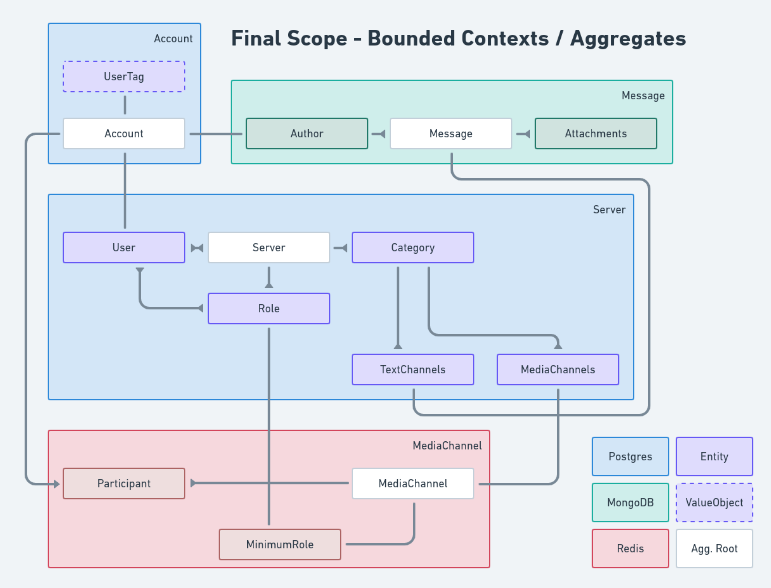 Final Scope - Bounded Contexts / Aggregates
Account
UserTag
Account
Message
Author
Message
Attachments
Server
User
Server
Category
Role
TextChannels
MediaChannels
MediaChannel
Participant
MediaChannel
MinimumRole
Postgres
Entity
MongoDB
ValueObject
Redis
Agg. Root